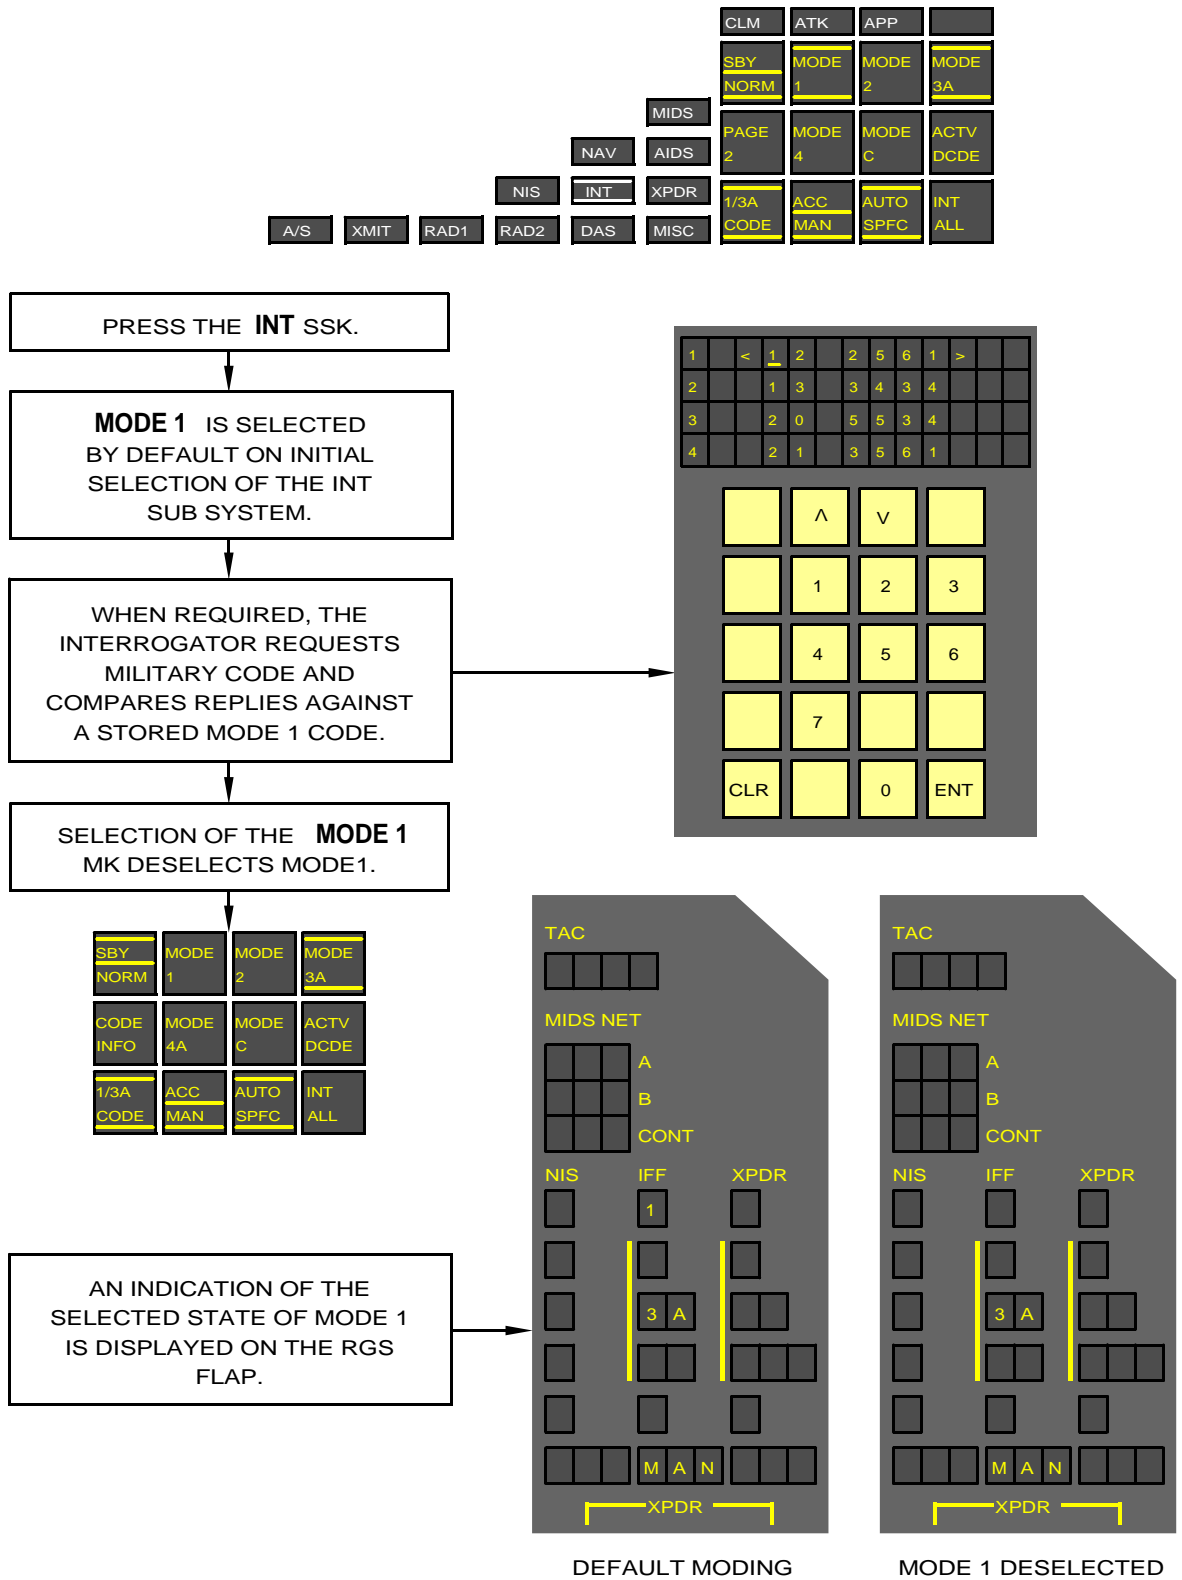 CLM ATK APP
SBY MODE MODE MODE
NORM 1 2 3A
MIDS
PAGE MODE MODE ACTV
2 4 C DCDE
NAV AIDS
NIS INT XPDR
1/3A ACC AUTO INT
CODE MAN SPFC ALL
A/S XMIT RAD1 RAD2 DAS MISC
PRESS THE INT SSK.
MODE 1 IS SELECTED
BY DEFAULT ON INITIAL
SELECTION OF THE INT
SUB SYSTEM.
WHEN REQUIRED, THE
INTERROGATOR REQUESTS
MILITARY CODE AND
COMPARES REPLIES AGAINST
A STORED MODE 1 CODE.
1 < 1 2 2 5 6 1 >
2 1 3 3 4 3 4
3 2 0 5 5 3 4
4 2 1 3 5 6 1
Λ V
1 2 3
4 5 6
7
CLR 0 ENT
SELECTION OF THE MODE 1
MK DESELECTS MODE1.
SBY MODE MODE MODE
NORM 1 2 3A
CODE MODE MODE ACTV
INFO 4A C DCDE
1/3A ACC AUTO INT
CODE MAN SPFC ALL
AN INDICATION OF THE
SELECTED STATE OF MODE 1
IS DISPLAYED ON THE RGS
FLAP.
TAC
MIDS NET
A
B
CONT
NIS IFF XPDR
1
3 A
M A N
XPDR
DEFAULT MODING
TAC
MIDS NET
A
B
CONT
NIS IFF XPDR
3 A
M A N
XPDR
MODE 1 DESELECTED